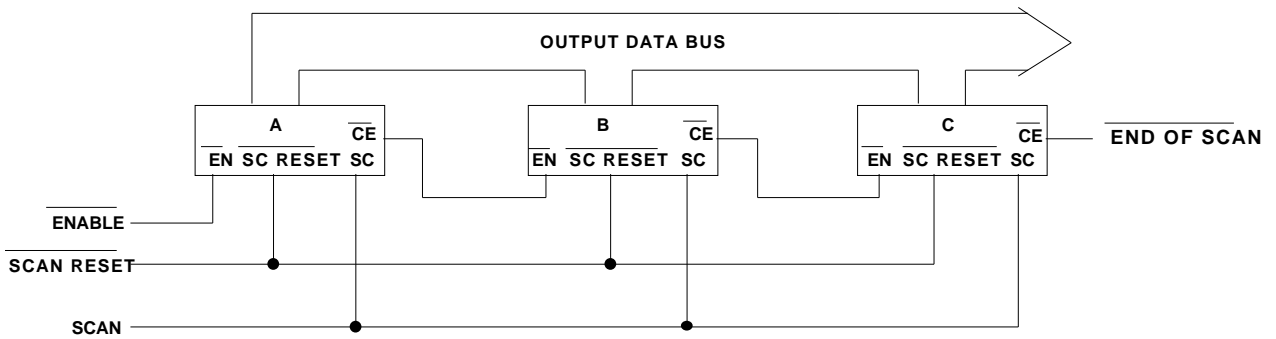 OUTPUT DATA BUS
A
B
C
CE
CE
CE
END OF SCAN
EN SC RESET SC
EN SC RESET SC
EN SC RESET SC
ENABLE
SCAN RESET
SCAN